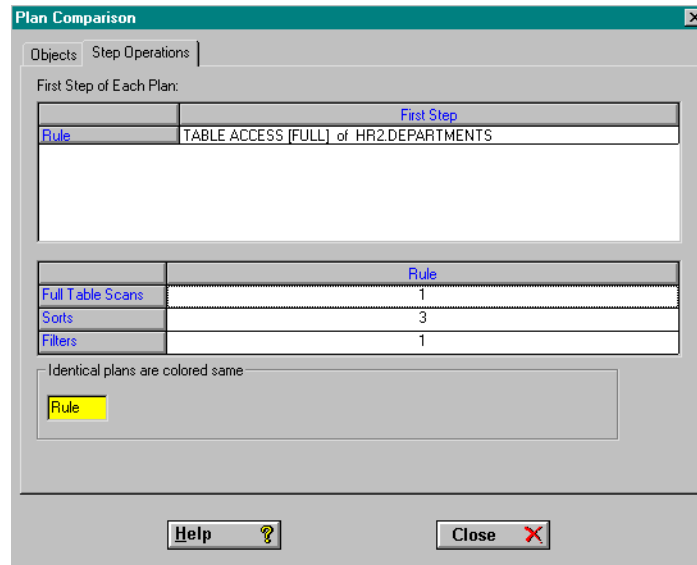 Plan Comparison
Objects Step Operations
First Step of Each Plan:
First Step
Rule TABLE ACCESS [FULL] of HR2.DEPARTMENTS
Rule
Full Table Scans 1
Sorts 3
Filters 1
Identical plans are colored same
Rule
Help ? Close